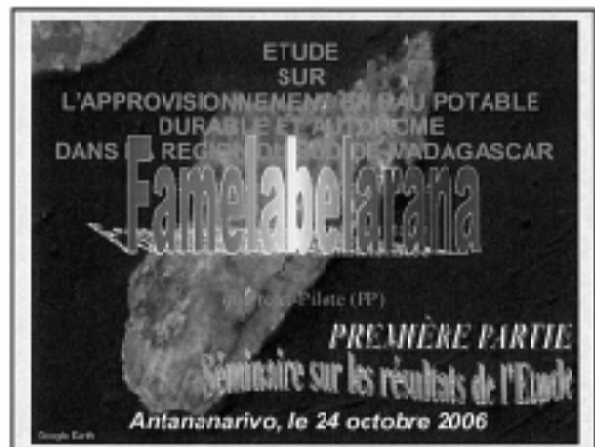 ETUDE
SUR
L'APPROVISIONNEMENT EN EAU POTABLE
DURABLE ET AUTONOME
DANS LA REGION DU SUD DE MADAGASCAR
Famelabelarana
Projet-Pilote (PP)
PREMIÈRE PARTIE
Séminaire sur les résultats de l'Etude
Antananarivo, le 24 octobre 2006
Google Earth